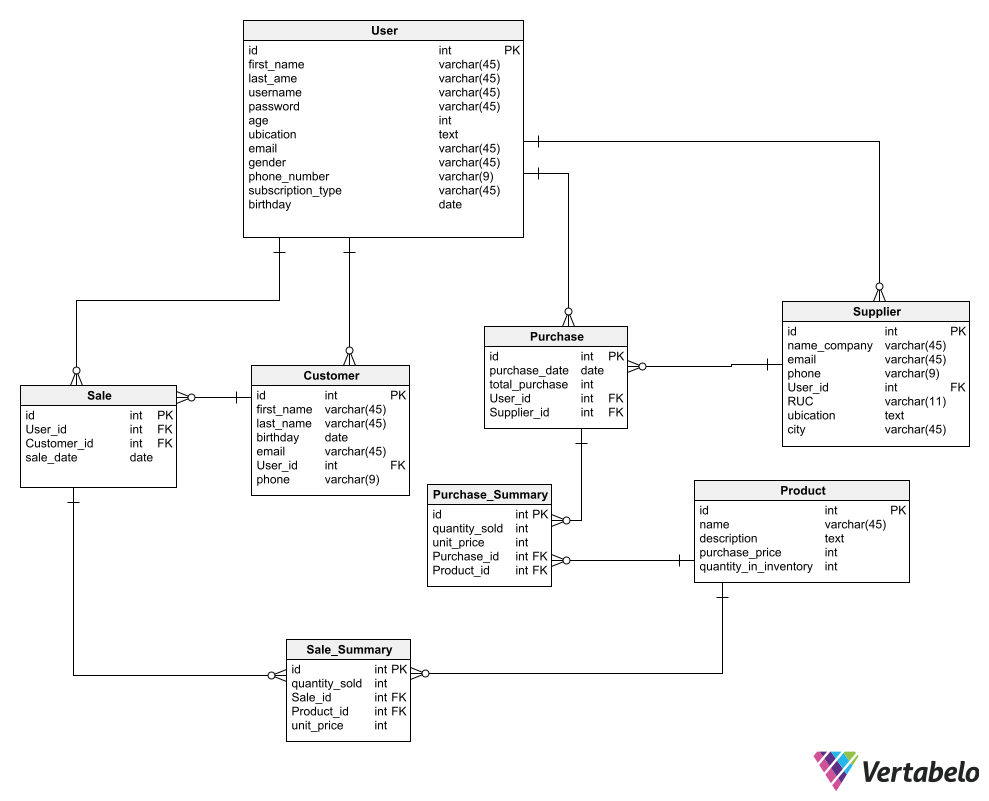 User
id int PK
first_name varchar(45)
last_ame varchar(45)
username varchar(45)
password varchar(45)
age int
ubication text
email varchar(45)
gender varchar(45)
phone_number varchar(9)
subscription_type varchar(45)
birthday date
Supplier
id int PK
name_company varchar(45)
email varchar(45)
phone varchar(9)
User_id int FK
RUC varchar(11)
ubication text
city varchar(45)
Purchase
id int PK
purchase_date date
total_purchase int
User_id int FK
Supplier_id int FK
Customer
id int PK
first_name varchar(45)
last_name varchar(45)
birthday date
email varchar(45)
User_id int FK
phone varchar(9)
Sale
id int PK
User_id int FK
Customer_id int FK
sale_date date
Purchase_Summary
id int PK
quantity_sold int
unit_price int
Purchase_id int FK
Product_id int FK
Product
id int PK
name varchar(45)
description text
purchase_price int
quantity_in_inventory int
Sale_Summary
id int PK
quantity_sold int
Sale_id int FK
Product_id int FK
unit_price int
Vertabelo